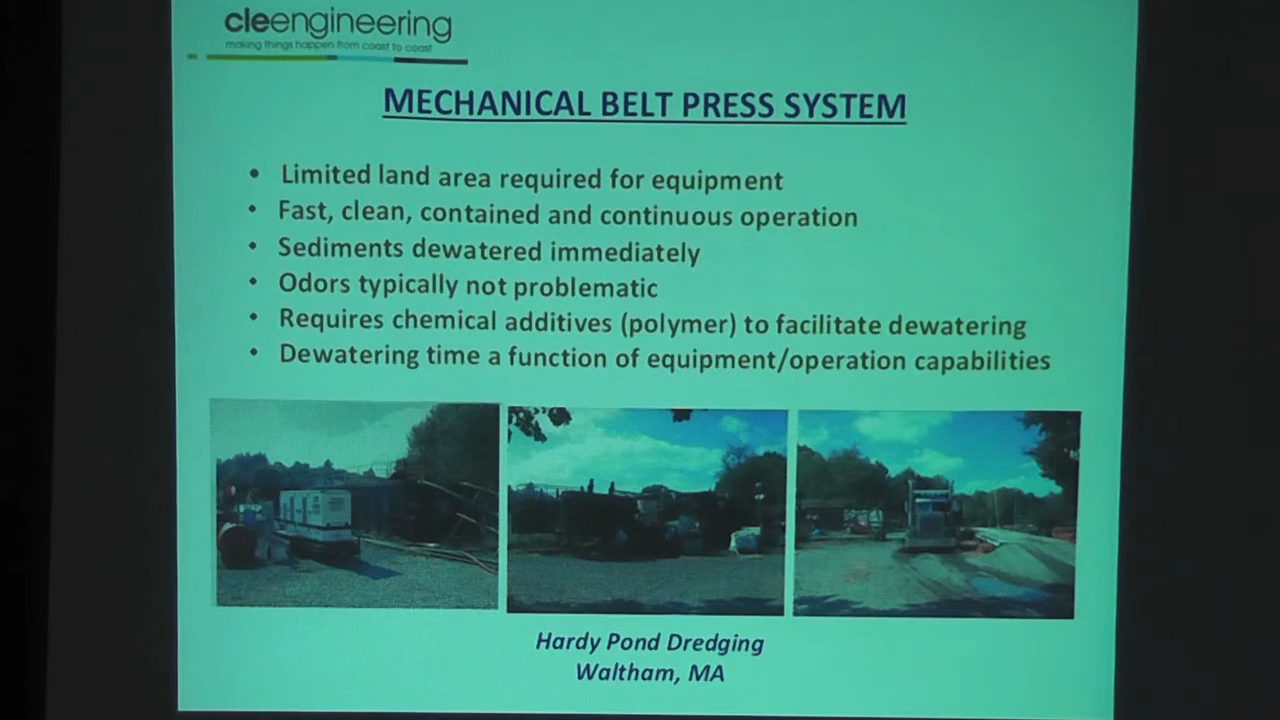 cleengineering
making things happen from coast to coast
MECHANICAL BELT PRESS SYSTEM
• Limited land area required for equipment
• Fast, clean, contained and continuous operation
• Sediments dewatered immediately
• Odors typically not problematic
• Requires chemical additives (polymer) to facilitate dewatering
• Dewatering time a function of equipment/operation capabilities
Hardy Pond Dredging
Waltham, MA